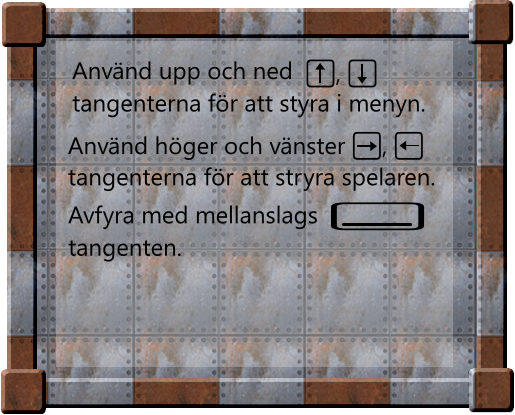 Använd upp och ned ↑, ↓
tangenterna för att styra i menyn.
Använd höger och vänster →, ←
tangenterna för att stryra spelaren.
Avfyra med mellanslags
tangenten.